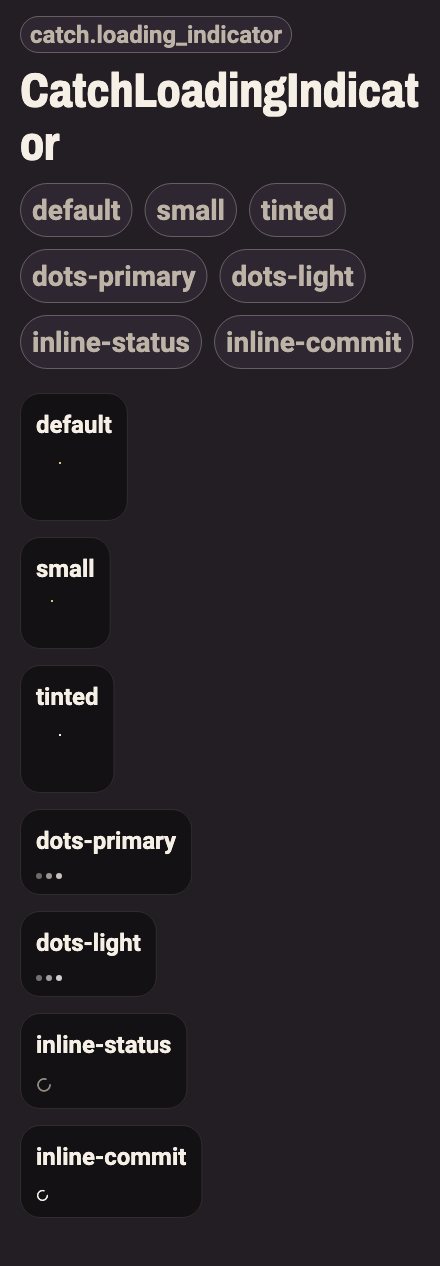 catch.loading_indicator
CatchLoadingIndicat
or
default small tinted
dots-primary dots-light
inline-status inline-commit
default
small
tinted
dots-primary
dots-light
inline-status
inline-commit